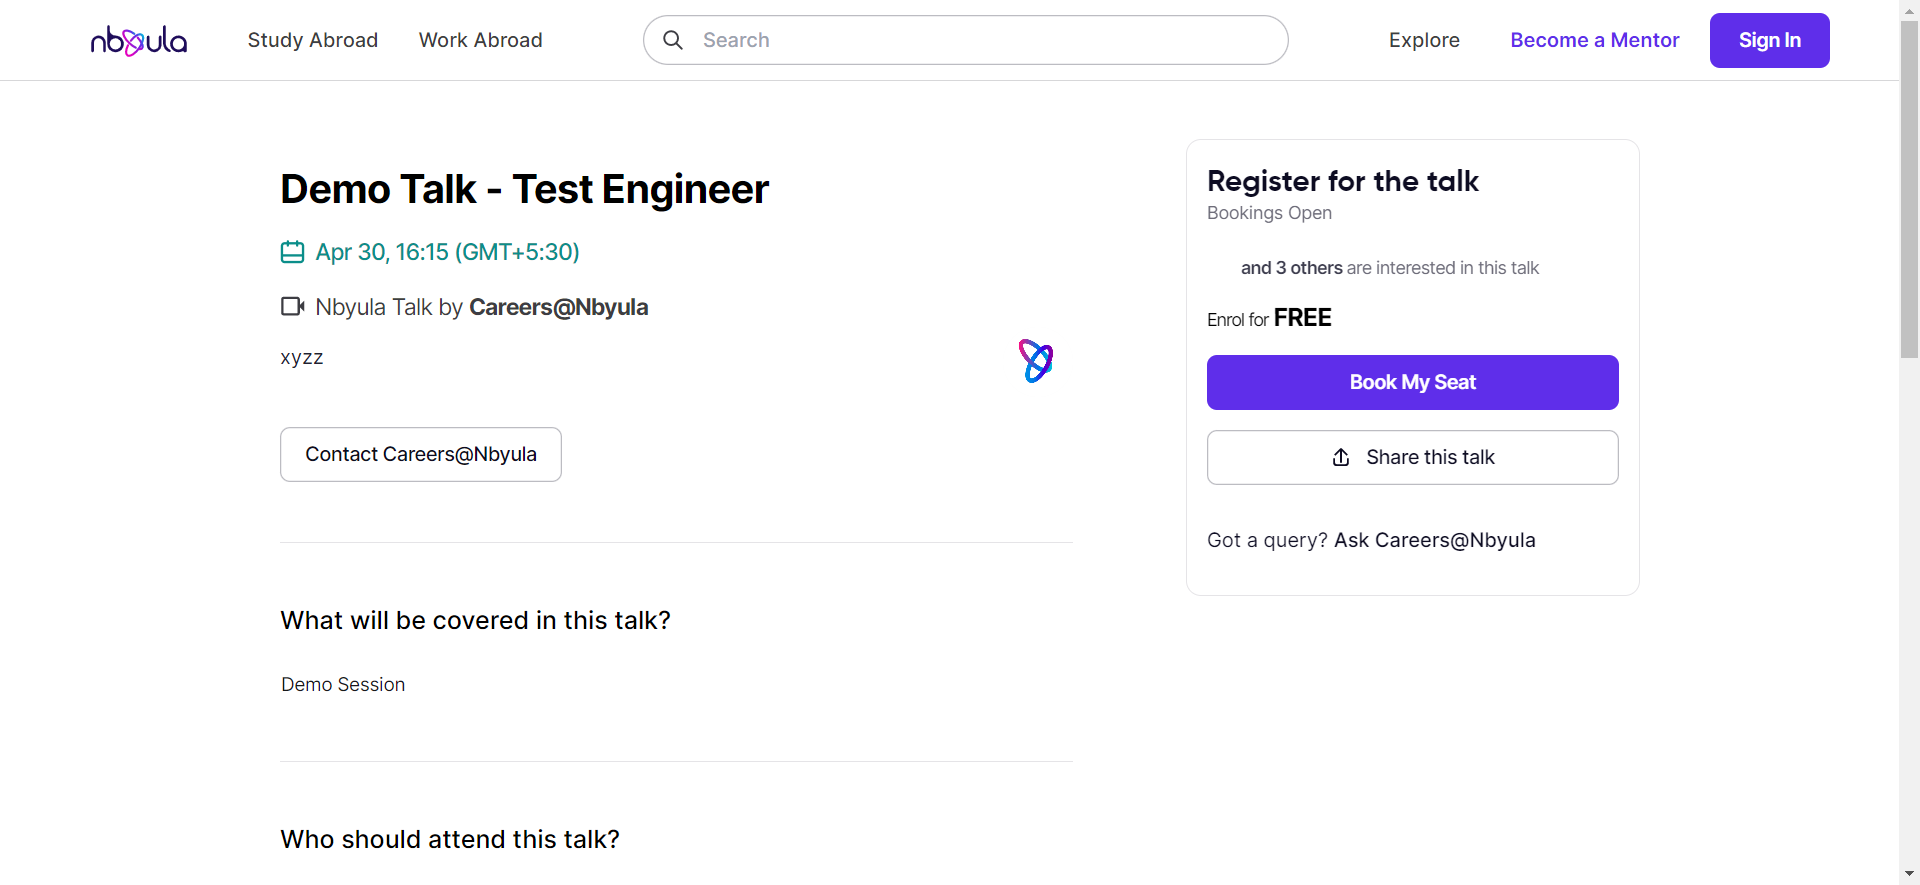 nbyula
Study Abroad
Work Abroad
Search
Explore
Become a Mentor
Sign In
Demo Talk - Test Engineer
Apr 30, 16:15 (GMT+5:30)
Nbyula Talk by Careers@Nbyula
xyzz
Contact Careers@Nbyula
What will be covered in this talk?
Demo Session
Who should attend this talk?
Register for the talk
Bookings Open
and 3 others are interested in this talk
Enrol for FREE
Book My Seat
Share this talk
Got a query? Ask Careers@Nbyula